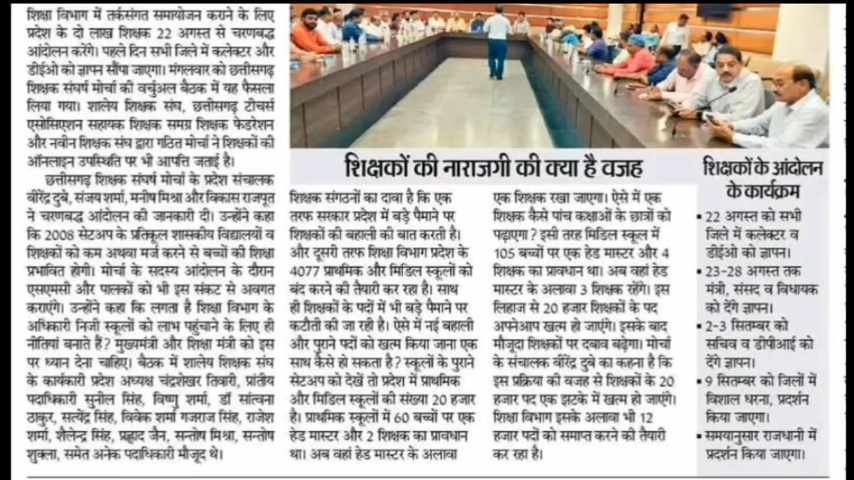 शिक्षा विभाग में तर्कसंगत समायोजन कराने के लिए
प्रदेश के दो लाख शिक्षक 22 अगस्त से चरणबद्ध
आंदोलन करेंगे। पहले दिन सभी जिले में कलेक्टर और
डीईओ को ज्ञापन सौंपा जाएगा। मंगलवार को छत्तीसगढ़
शिक्षक संघर्ष मोर्चा की वर्चुअल बैठक में यह फैसला
लिया गया। शालेय शिक्षक संघ, छत्तीसगढ़ टीचर्स
एसोसिएशन सहायक शिक्षक समग्र शिक्षक फेडरेशन
और नवीन शिक्षक संघ द्वारा गठित मोर्चा ने शिक्षकों की
ऑनलाइन उपस्थिति पर भी आपत्ति जताई है।
छत्तीसगढ़ शिक्षक संघर्ष मोर्चा के प्रदेश संचालक
वीरेंद्र दुबे, संजय शर्मा, मनीष मिश्रा और विकास राजपूत
ने चरणबद्ध आंदोलन की जानकारी दी। उन्होंने कहा
कि 2008 सेटअप के प्रतिकूल शासकीय विद्यालयों व
शिक्षकों को कम अथवा मर्ज करने से बच्चों की शिक्षा
प्रभावित होगी। मोर्चा के सदस्य आंदोलन के दौरान
एसएमसी और पालकों को भी इस संकट से अवगत
कराएंगे। उन्होंने कहा कि लगता है शिक्षा विभाग के
अधिकारी निजी स्कूलों को लाभ पहुंचाने के लिए ही
नीतियां बनाते हैं? मुख्यमंत्री और शिक्षा मंत्री को इस
पर ध्यान देना चाहिए। बैठक में शालेय शिक्षक संघ
के कार्यकारी प्रदेश अध्यक्ष चंद्रशेखर तिवारी, प्रांतीय
पदाधिकारी सुनील सिंह, विष्णु शर्मा, डॉ सांत्वना
ठाकुर, सत्येंद्र सिंह, विवेक शर्मा गजराज सिंह, राजेश
शर्मा, शैलेन्द्र सिंह, प्रह्लाद जैन, सन्तोष मिश्रा, सन्तोष
शुक्ला, समेत अनेक पदाधिकारी मौजूद थे।
शिक्षकों की नाराजगी की क्या है वजह
शिक्षक संगठनों का दावा है कि एक
तरफ सरकार प्रदेश में बड़े पैमाने पर
शिक्षकों की बहाली की बात करती है।
और दूसरी तरफ शिक्षा विभाग प्रदेश के
4077 प्राथमिक और मिडिल स्कूलों को
बंद करने की तैयारी कर रहा है। साथ
ही शिक्षकों के पदों में भी बड़े पैमाने पर
कटौती की जा रही है। ऐसे में नई बहाली
और पुराने पदों को खत्म किया जाना एक
साथ कैसे हो सकता है? स्कूलों के पुराने
सेटअप को देखें तो प्रदेश में प्राथमिक
और मिडिल स्कूलों की संख्या 20 हजार
है। प्राथमिक स्कूलों में 60 बच्चों पर एक
हेड मास्टर और 2 शिक्षक का प्रावधान
था। अब वहां हेड मास्टर के अलावा
एक शिक्षक रखा जाएगा। ऐसे में एक
शिक्षक कैसे पांच कक्षाओं के छात्रों को
पढ़ाएगा? इसी तरह मिडिल स्कूल में
105 बच्चों पर एक हेड मास्टर और 4
शिक्षक का प्रावधान था। अब वहां हेड
मास्टर के अलावा 3 शिक्षक रहेंगे। इस
लिहाज से 20 हजार शिक्षकों के पद
अपनेआप खत्म हो जाएंगे। इसके बाद
मौजूदा शिक्षकों पर दबाव बढ़ेगा। मोर्चा
के संचालक वीरेंद्र दुबे का कहना है कि
इस प्रक्रिया की वजह से शिक्षकों के 20
हजार पद एक झटके में खत्म हो जाएंगे।
शिक्षा विभाग इसके अलावा भी 12
हजार पदों को समाप्त करने की तैयारी
कर रहा है।
शिक्षकों के आंदोलन
के कार्यक्रम
▪ 22 अगस्त को सभी
जिले में कलेक्टर व
डीईओ को ज्ञापन।
▪ 23-28 अगस्त तक
मंत्री, संसद व विधायक
को देंगे ज्ञापन।
▪ 2-3 सितम्बर को
सचिव व डीपीआई को
देंगे ज्ञापन।
▪ 9 सितम्बर को जिलों में
विशाल धरना, प्रदर्शन
किया जाएगा।
▪ समयानुसार राजधानी में
प्रदर्शन किया जाएगा।